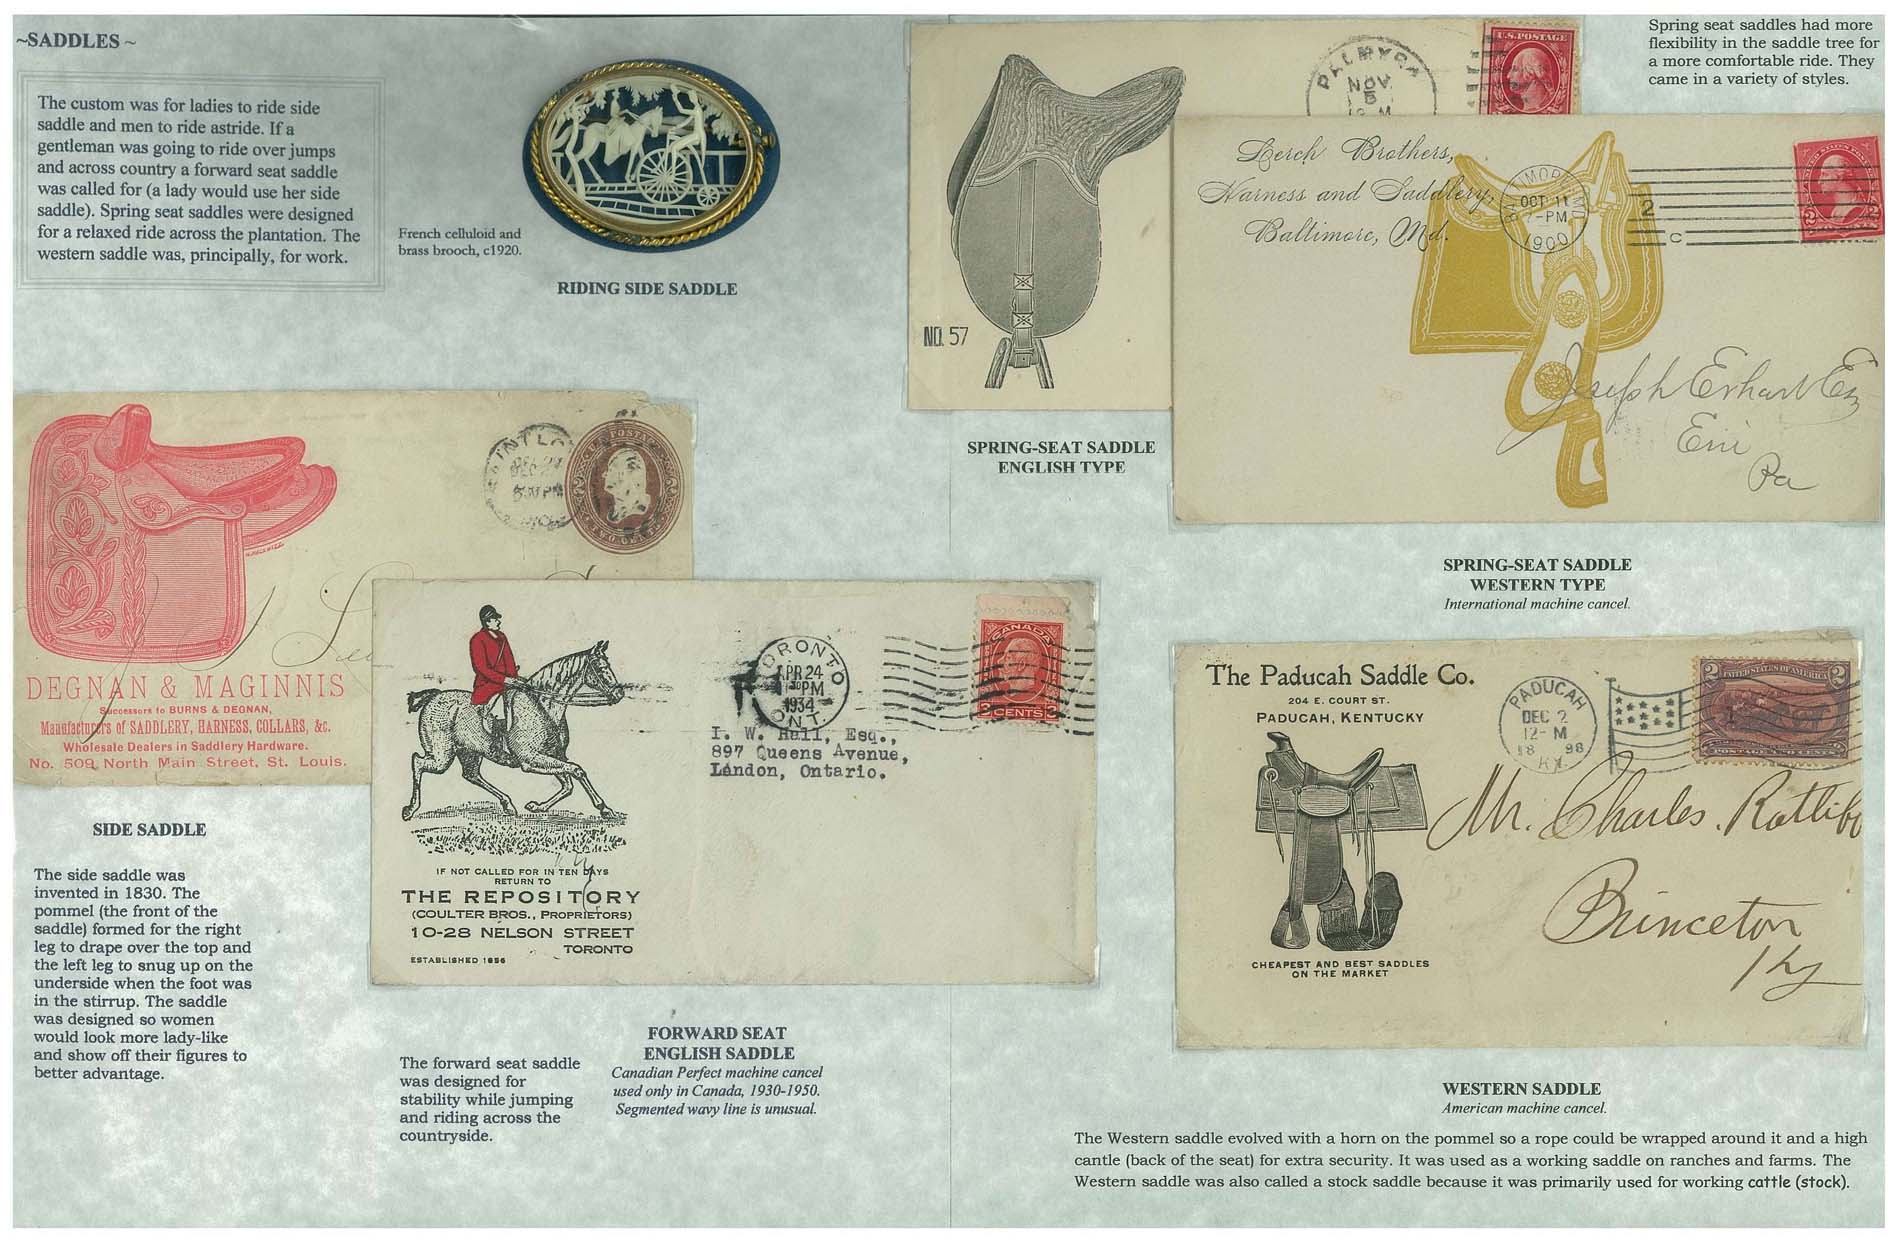 ~SADDLES~
The custom was for ladies to ride side
saddle and men to ride astride. If a
gentleman was going to ride over jumps
and across country a forward seat saddle
was called for (a lady would use her side
saddle). Spring seat saddles were designed
for a relaxed ride across the plantation. The
western saddle was, principally, for work.
French celluloid and
brass brooch, c1920.
RIDING SIDE SADDLE
DEGNAN & MAGINNIS
Successors to BURNS & DEGNAN,
Manufacturers of SADDLERY, HARNESS, COLLARS, &c.
Wholesale Dealers in Saddlery Hardware.
No. 509, North Main Street, St. Louis.
SIDE SADDLE
The side saddle was
invented in 1830. The
pommel (the front of the
saddle) formed for the right
leg to drape over the top and
the left leg to snug up on the
underside when the foot was
in the stirrup. The saddle
was designed so women
would look more lady-like
and show off their figures to
better advantage.
TORONTO
APR 24
PM
1934
ONT.
CANADA
3 CENTS 3
I. W. Hall, Esq.,
897 Queens Avenue,
London, Ontario.
IF NOT CALLED FOR IN TEN DAYS
RETURN TO
THE REPOSITORY
(COULTER BROS., PROPRIETORS)
10-28 NELSON STREET
TORONTO
ESTABLISHED 1856
The forward seat saddle
was designed for
stability while jumping
and riding across the
countryside.
FORWARD SEAT
ENGLISH SADDLE
Canadian Perfect machine cancel
used only in Canada, 1930-1950.
Segmented wavy line is unusual.
NO. 57
PALMYRA
NOV
5
U.S. POSTAGE
SPRING-SEAT SADDLE
ENGLISH TYPE
Spring seat saddles had more
flexibility in the saddle tree for
a more comfortable ride. They
came in a variety of styles.
Lerch Brothers,
Harness and Saddlery,
Baltimore, Md.
BALTIMORE, MD.
OCT 11
7-PM
1900
2
C
Joseph Erhart
Erie
Pa
SPRING-SEAT SADDLE
WESTERN TYPE
International machine cancel.
The Paducah Saddle Co.
204 E. COURT ST.
PADUCAH, KENTUCKY
PADUCAH
DEC 2
12-M
1898
KY.
2 UNITED STATES OF AMERICA 2
Mr. Charles Ratliff
Princeton
Ky
CHEAPEST AND BEST SADDLES
ON THE MARKET
WESTERN SADDLE
American machine cancel.
The Western saddle evolved with a horn on the pommel so a rope could be wrapped around it and a high
cantle (back of the seat) for extra security. It was used as a working saddle on ranches and farms. The
Western saddle was also called a stock saddle because it was primarily used for working cattle (stock).